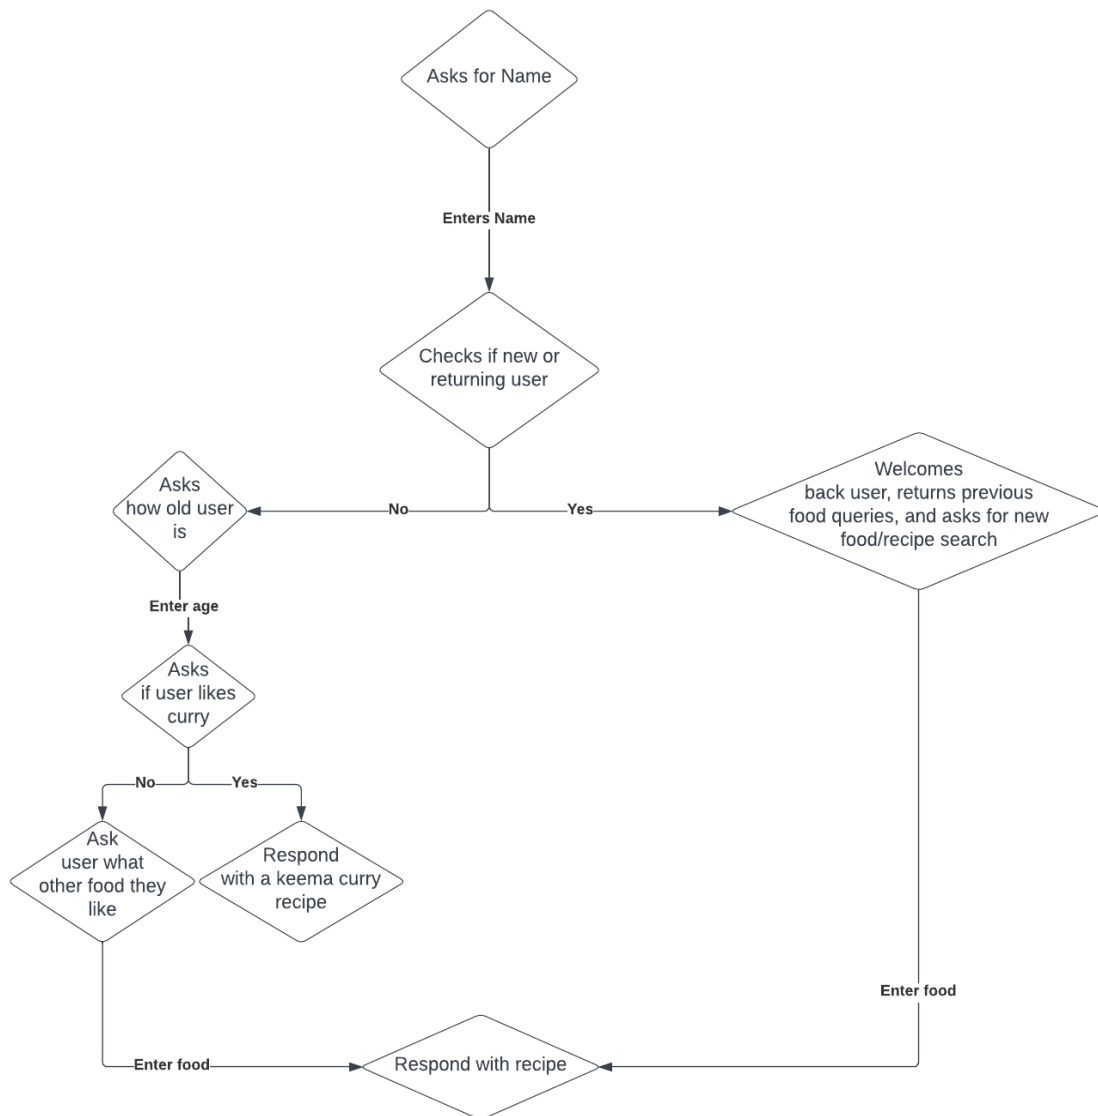 Asks for Name
Enters Name
Checks if new or
returning user
No
Yes
Asks
how old user
is
Welcomes
back user, returns previous
food queries, and asks for new
food/recipe search
Enter age
Asks
if user likes
curry
No
Yes
Ask
user what
other food they
like
Respond
with a keema curry
recipe
Enter food
Enter food
Respond with recipe